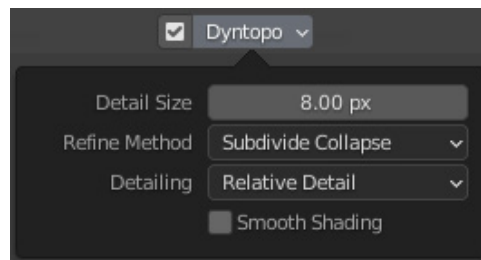 Dyntopo
Detail Size 8.00 px
Refine Method Subdivide Collapse
Detailing Relative Detail
Smooth Shading